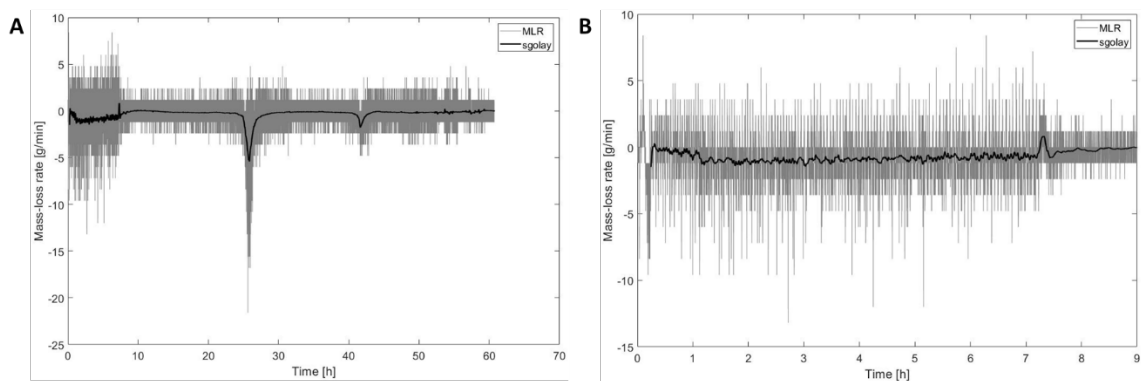 A
10
5
0
-5
-10
-15
-20
-25
Mass-loss rate [g/min]
0 10 20 30 40 50 60 70
Time [h]
MLR
sgolay
B
10
5
0
-5
-10
-15
Mass-loss rate [g/min]
0 1 2 3 4 5 6 7 8 9
Time [h]
MLR
sgolay